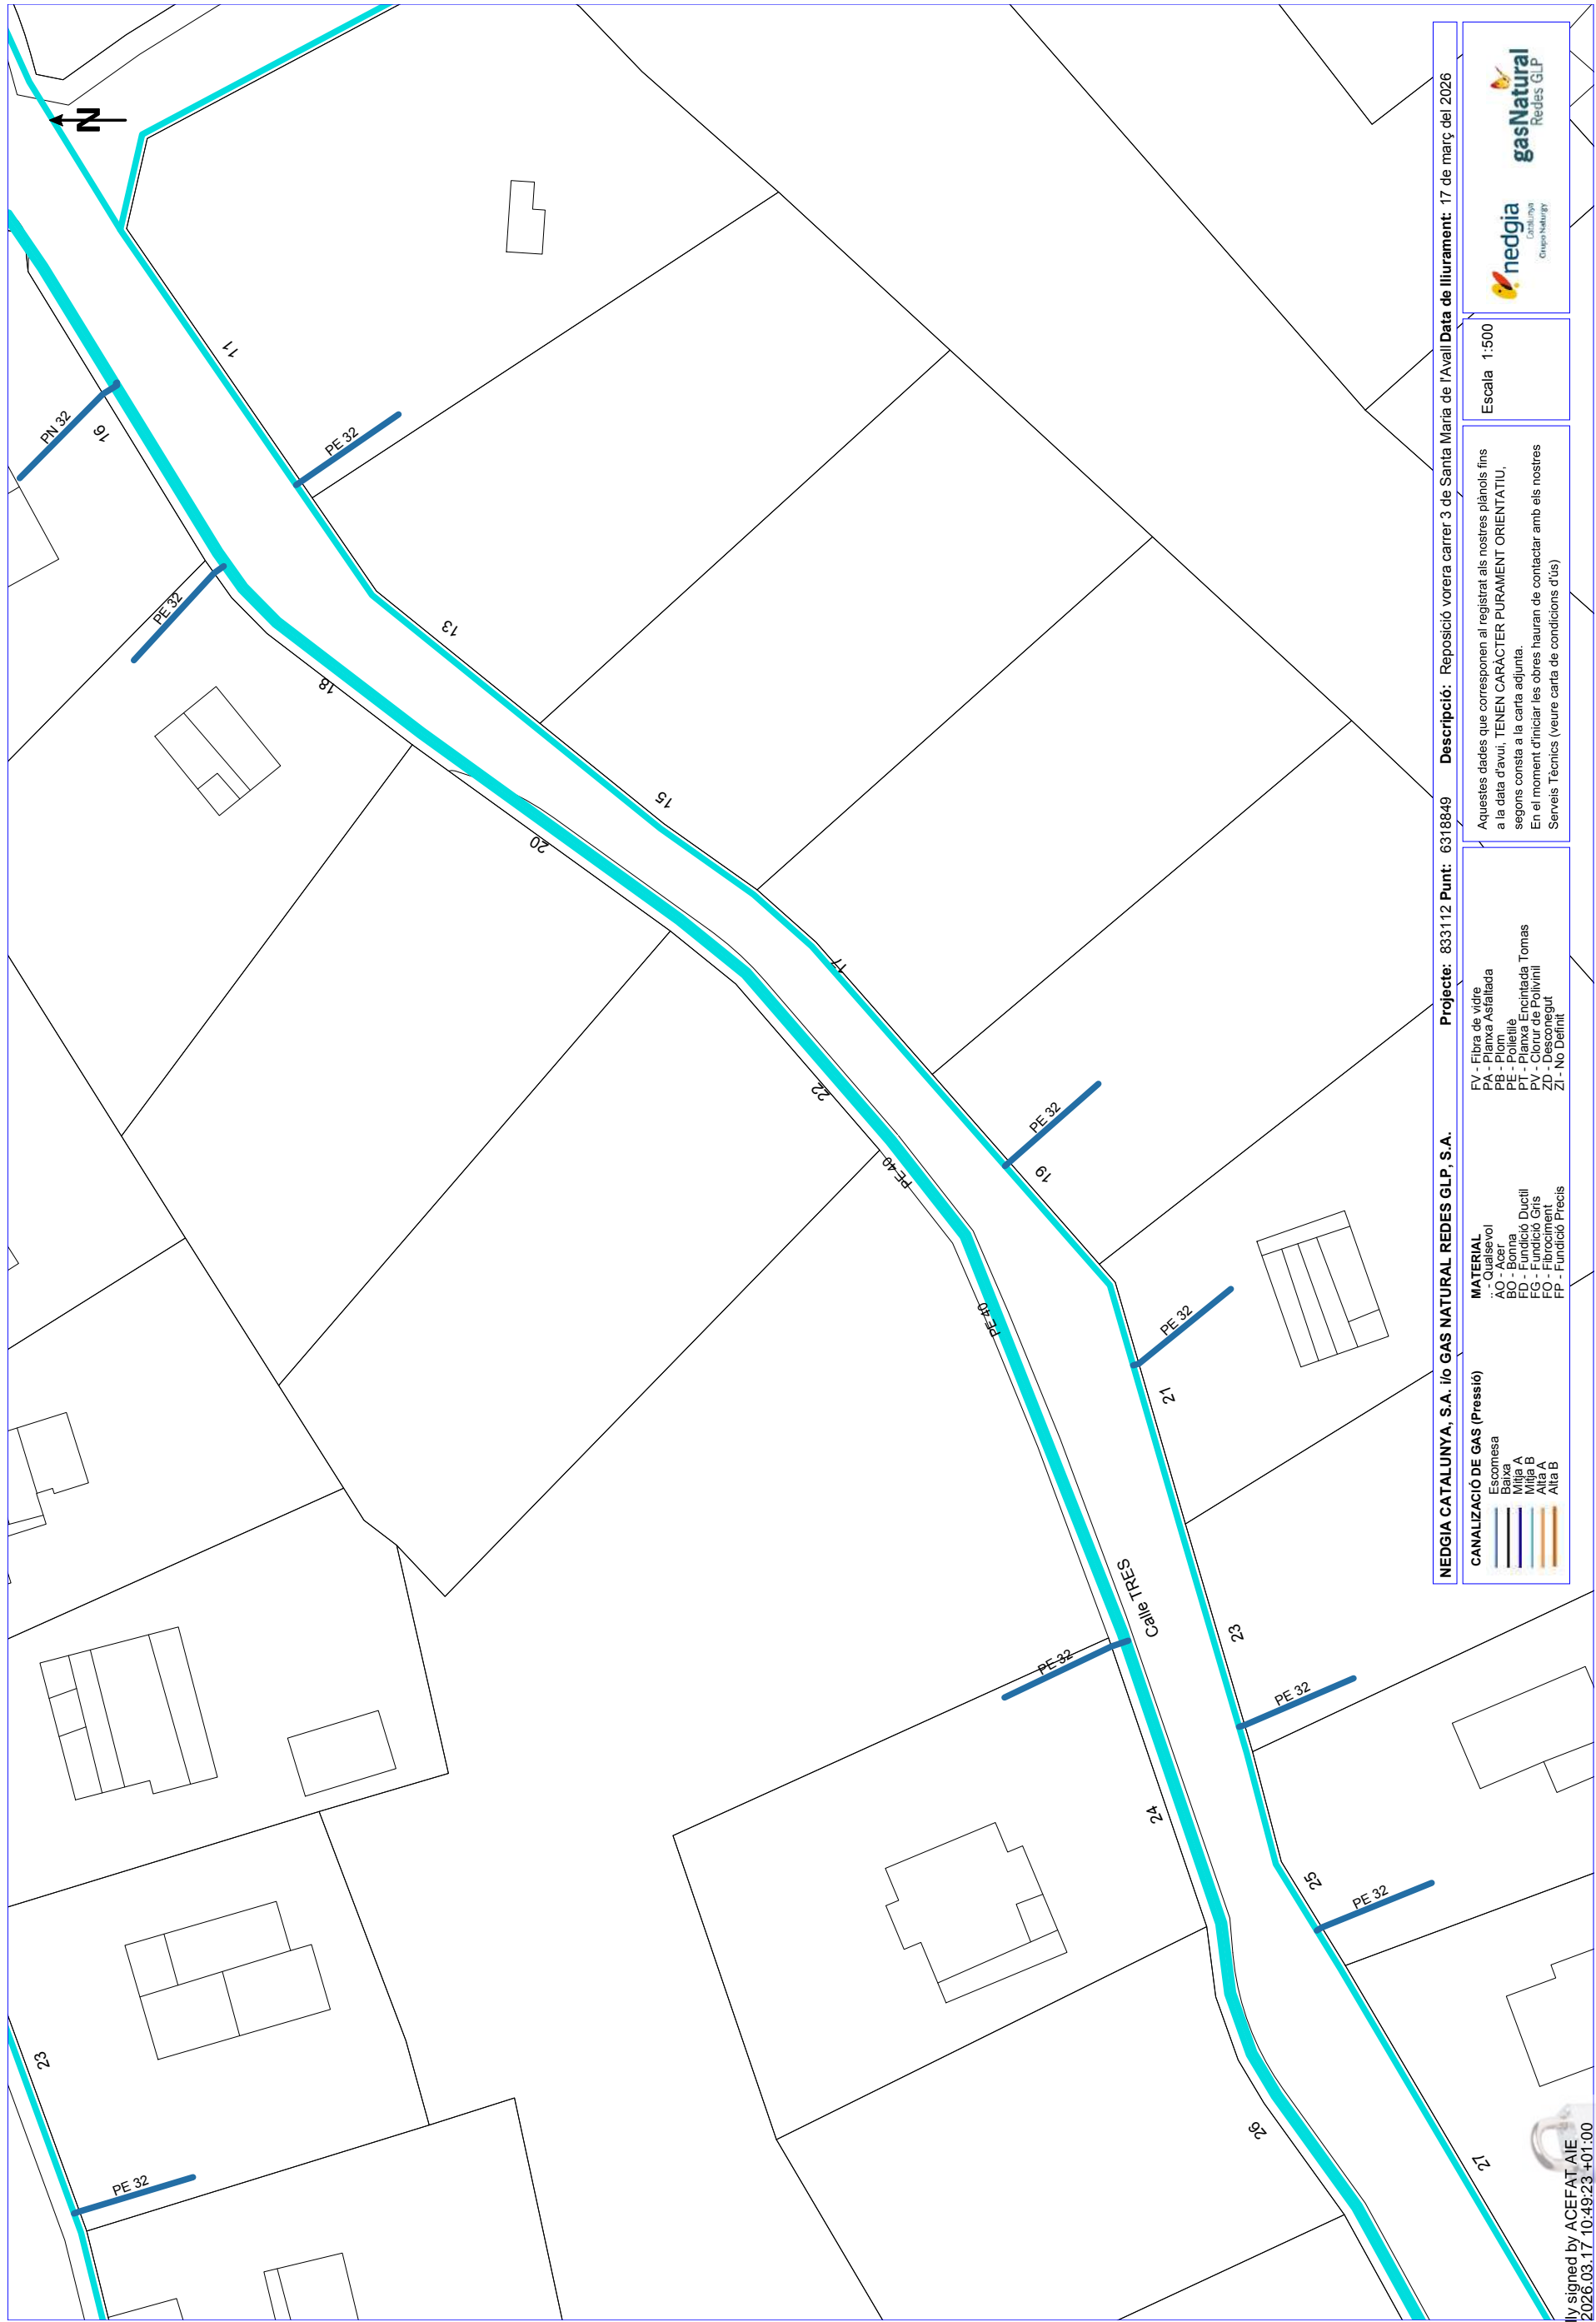 N
11
PN 32
16
PE 32
PE 32
18
13
15
20
17
22
PE 40
PE 32
19
PE 40
PE 32
21
Calle TRES
23
PE 32
PE 32
24
25
PE 32
26
27
23
PE 32
NEDGIA CATALUNYA, S.A. i/o GAS NATURAL REDES GLP, S.A. Projecte: 833112 Punt: 6318849 Descripció: Reposició vorera carrer 3 de Santa Maria de l'Avall Data de lliurament: 17 de març del 2026
CANALIZACIÓ DE GAS (Pressió)
Escomesa
Baixa
Mitja A
Mitja B
Alta A
Alta B
MATERIAL
.. - Qualsevol
AO - Acer
BO - Bonna
FD - Fundició Ductil
FG - Fundició Gris
FO - Fibrociment
FP - Fundició Precis
FV - Fibra de vidre
PA - Planxa Asfaltada
PB - Plom
PE - Polietilè
PT - Planxa Encintada Tomas
PV - Clorur de Polivinil
ZD - Desconegut
ZI - No Definit
Aquestes dades que corresponen al registrat als nostres plànols fins
a la data d'avui, TENEN CARÀCTER PURAMENT ORIENTATIU,
segons consta a la carta adjunta.
En el moment d'iniciar les obres hauran de contactar amb els nostres
Serveis Tècnics (veure carta de condicions d'ús)
Escala 1:500
nedgia
Catalunya
Grupo Naturgy
gasNatural
Redes GLP
lly signed by ACEFAT, AIE
2026.03.17 10:49:23 +01:00